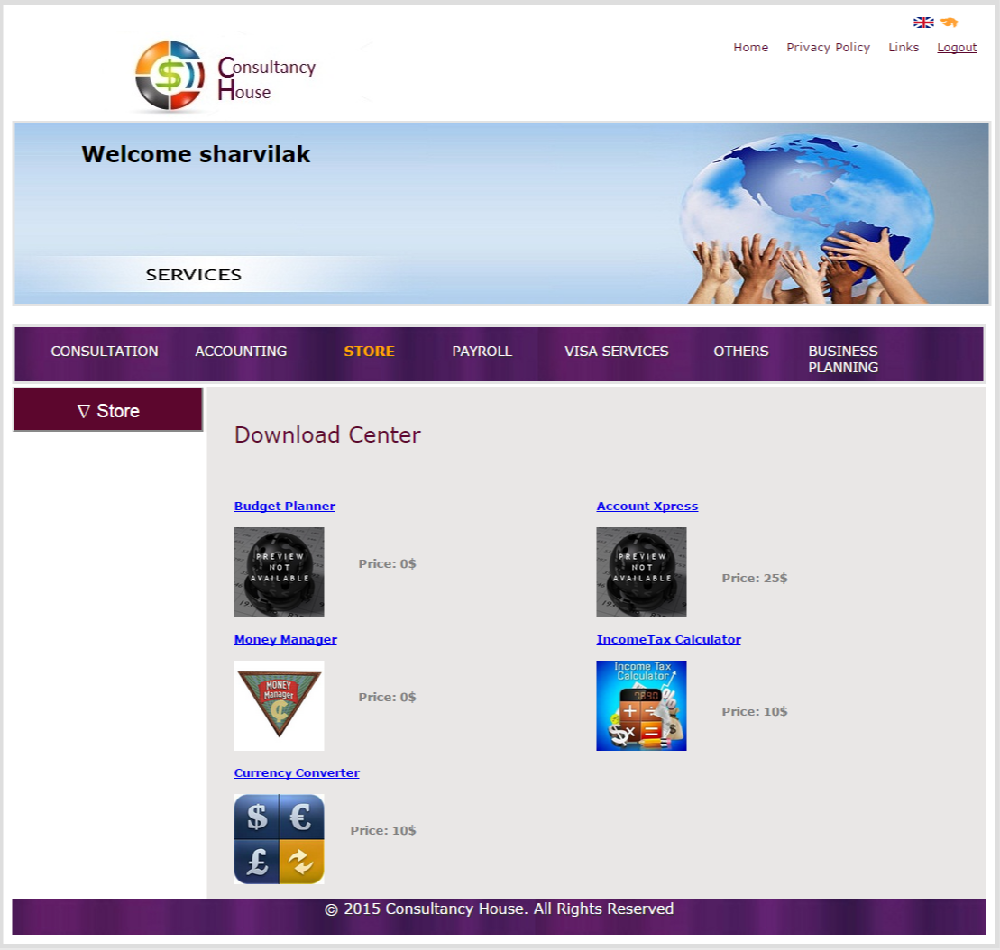 Home Privacy Policy Links Logout
Consultancy
House
Welcome sharvilak
SERVICES
CONSULTATION ACCOUNTING STORE PAYROLL VISA SERVICES OTHERS BUSINESS
PLANNING
▽ Store
Download Center
Budget Planner
PREVIEW
NOT
AVAILABLE
Price: 0$
Account Xpress
PREVIEW
NOT
AVAILABLE
Price: 25$
Money Manager
MONEY
Manager
¢
Price: 0$
IncomeTax Calculator
Income Tax
Calculator
7890
+ ÷
× =
$
Price: 10$
Currency Converter
$ €
£
Price: 10$
© 2015 Consultancy House. All Rights Reserved